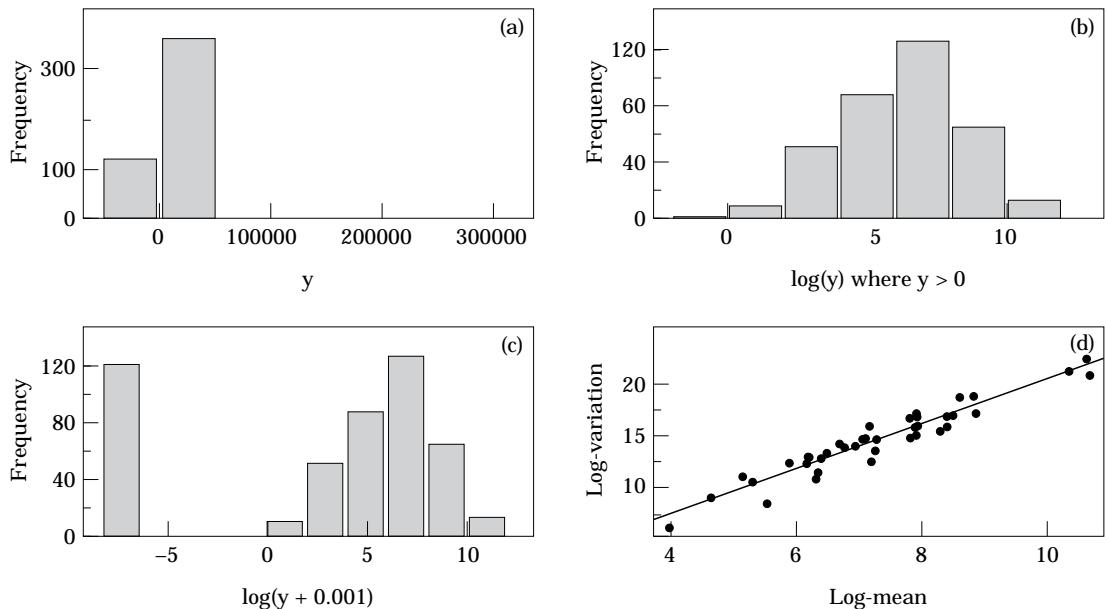 (a)
Frequency
300
100
0
0 100000 200000 300000
y
(b)
Frequency
120
60
40
0
0 5 10
log(y) where y > 0
(c)
Frequency
120
80
40
0
–5 0 5 10
log(y + 0.001)
(d)
Log-variation
20
15
10
4 6 8 10
Log-mean